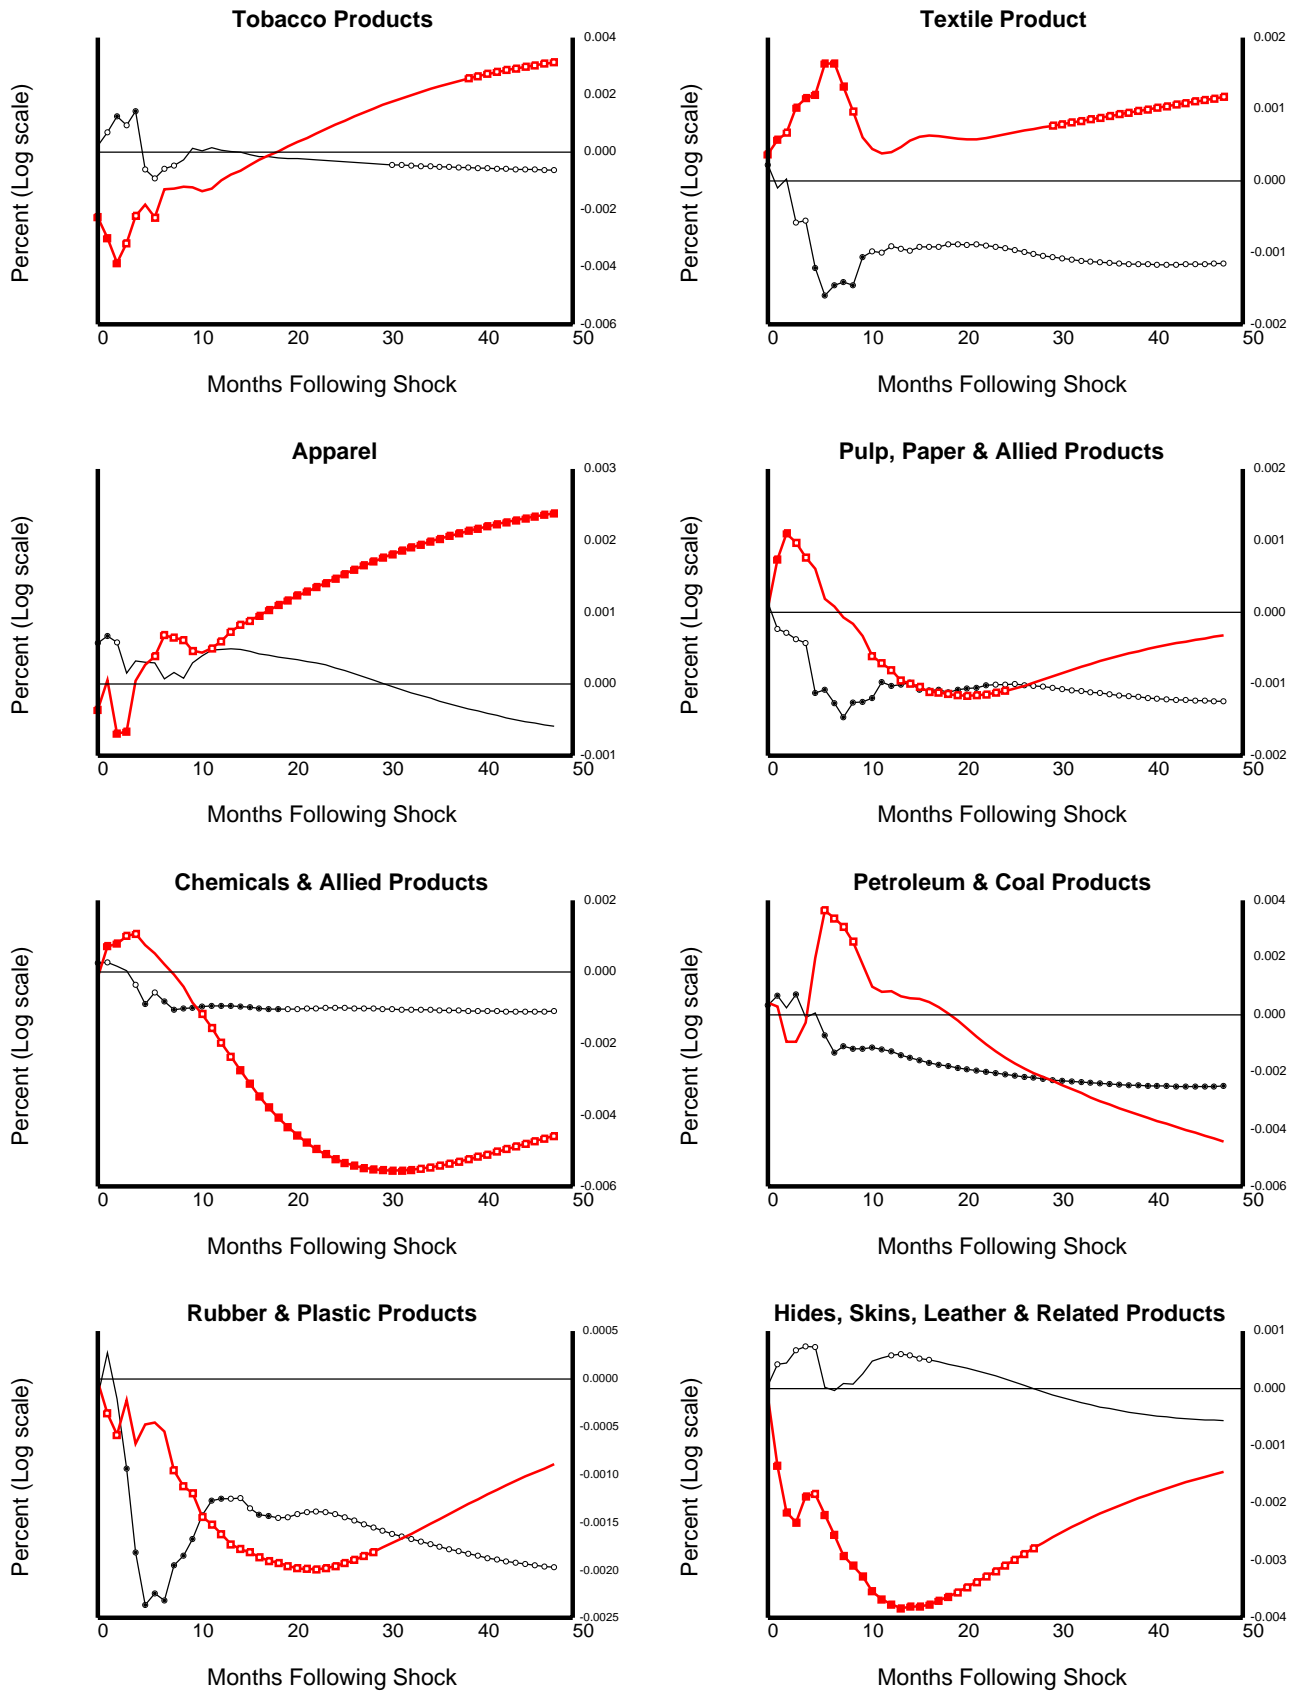 Tobacco Products
Percent (Log scale)
0.004
0.002
0.000
-0.002
-0.004
-0.006
0 10 20 30 40 50
Months Following Shock
Textile Product
Percent (Log scale)
0.002
0.001
0.000
-0.001
-0.002
0 10 20 30 40 50
Months Following Shock
Apparel
Percent (Log scale)
0.003
0.002
0.001
0.000
-0.001
0 10 20 30 40 50
Months Following Shock
Pulp, Paper & Allied Products
Percent (Log scale)
0.002
0.001
0.000
-0.001
-0.002
0 10 20 30 40 50
Months Following Shock
Chemicals & Allied Products
Percent (Log scale)
0.002
0.000
-0.002
-0.004
-0.006
0 10 20 30 40 50
Months Following Shock
Petroleum & Coal Products
Percent (Log scale)
0.004
0.002
0.000
-0.002
-0.004
-0.006
0 10 20 30 40 50
Months Following Shock
Rubber & Plastic Products
Percent (Log scale)
0.0005
0.0000
-0.0005
-0.0010
-0.0015
-0.0020
-0.0025
0 10 20 30 40 50
Months Following Shock
Hides, Skins, Leather & Related Products
Percent (Log scale)
0.001
0.000
-0.001
-0.002
-0.003
-0.004
0 10 20 30 40 50
Months Following Shock